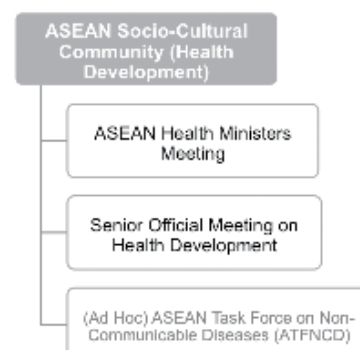 ASEAN Socio-Cultural
Community (Health
Development)
ASEAN Health Ministers
Meeting
Senior Official Meeting on
Health Development
(Ad Hoc) ASEAN Task Force on Non-
Communicable Diseases (ATFNCD)